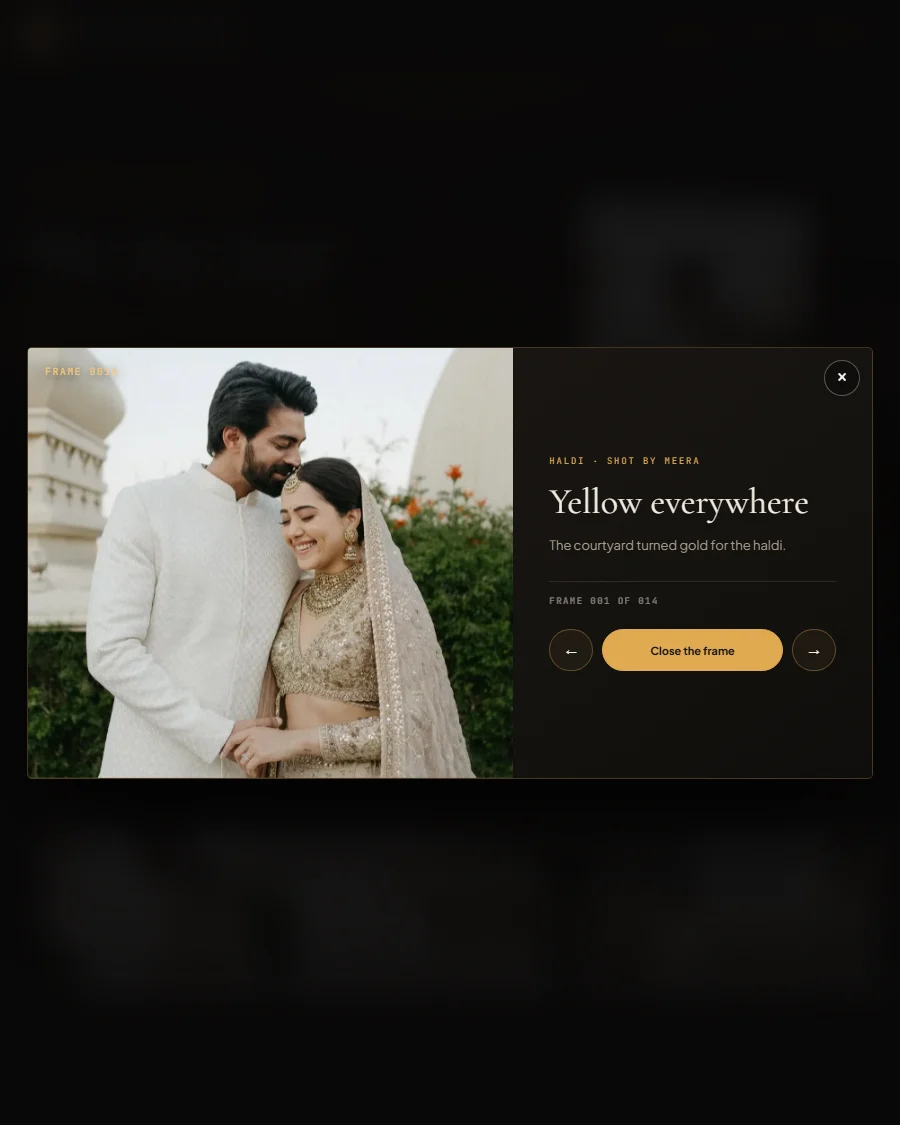 FRAME
×
HALDI · SHOT BY MEERA
Yellow everywhere
The courtyard turned gold for the haldi.
FRAME 001 OF 014
← Close the frame →